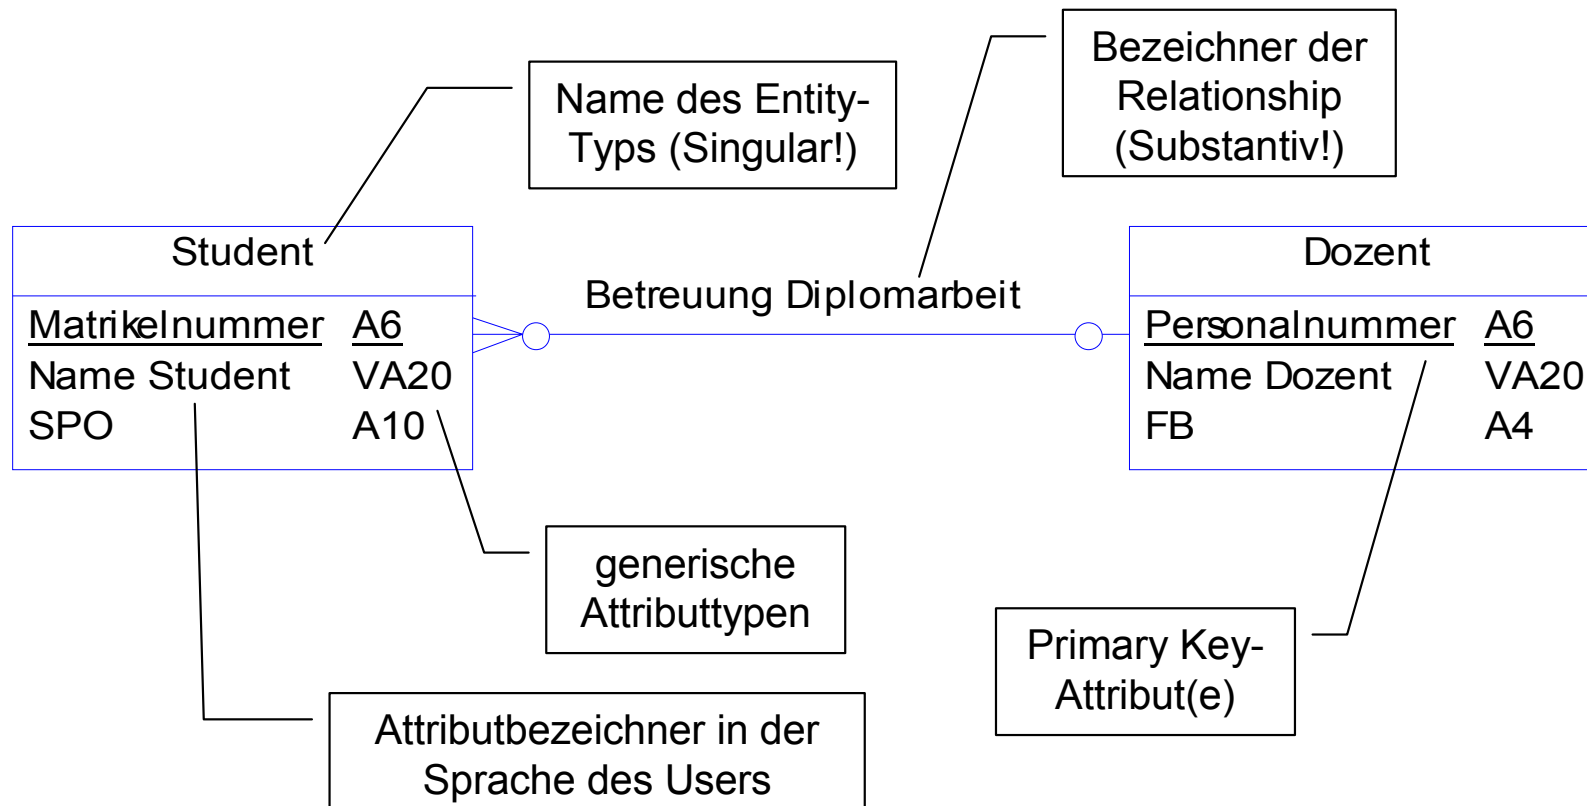 Bezeichner der
Relationship
(Substantiv!)
Name des Entity-
Typs (Singular!)
Student
Matrikelnummer A6
Name Student VA20
SPO A10
Betreuung Diplomarbeit
Dozent
Personalnummer A6
Name Dozent VA20
FB A4
generische
Attributtypen
Primary Key-
Attribut(e)
Attributbezeichner in der
Sprache des Users